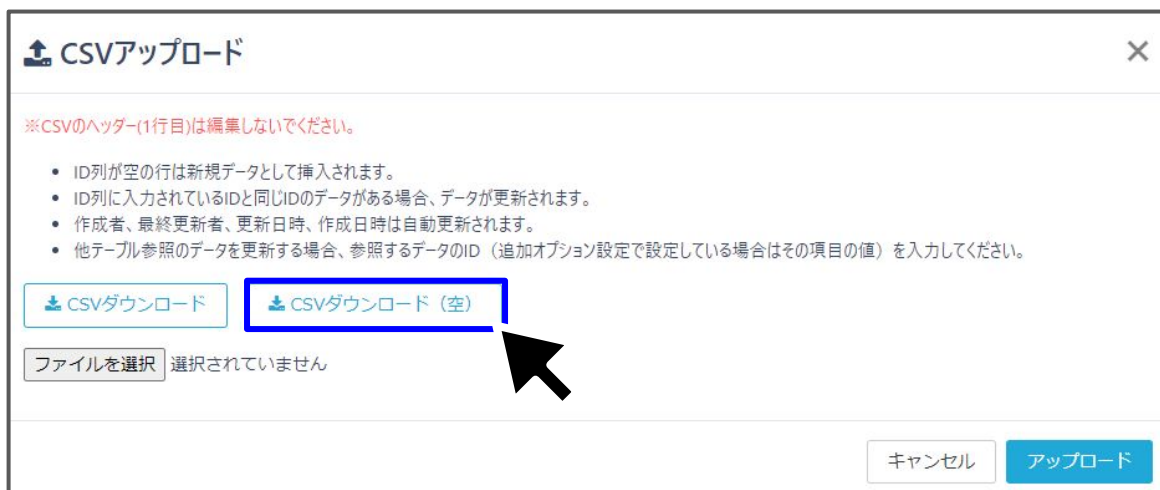 CSVアップロード
※CSVのヘッダー(1行目)は編集しないでください。
• ID列が空の行は新規データとして挿入されます。
• ID列に入力されているIDと同じIDのデータがある場合、データが更新されます。
• 作成者、最終更新者、更新日時、作成日時は自動更新されます。
• 他テーブル参照のデータを更新する場合、参照するデータのID（追加オプション設定で設定している場合はその項目の値）を入力してください。
CSVダウンロード CSVダウンロード（空）
ファイルを選択 選択されていません
キャンセル アップロード